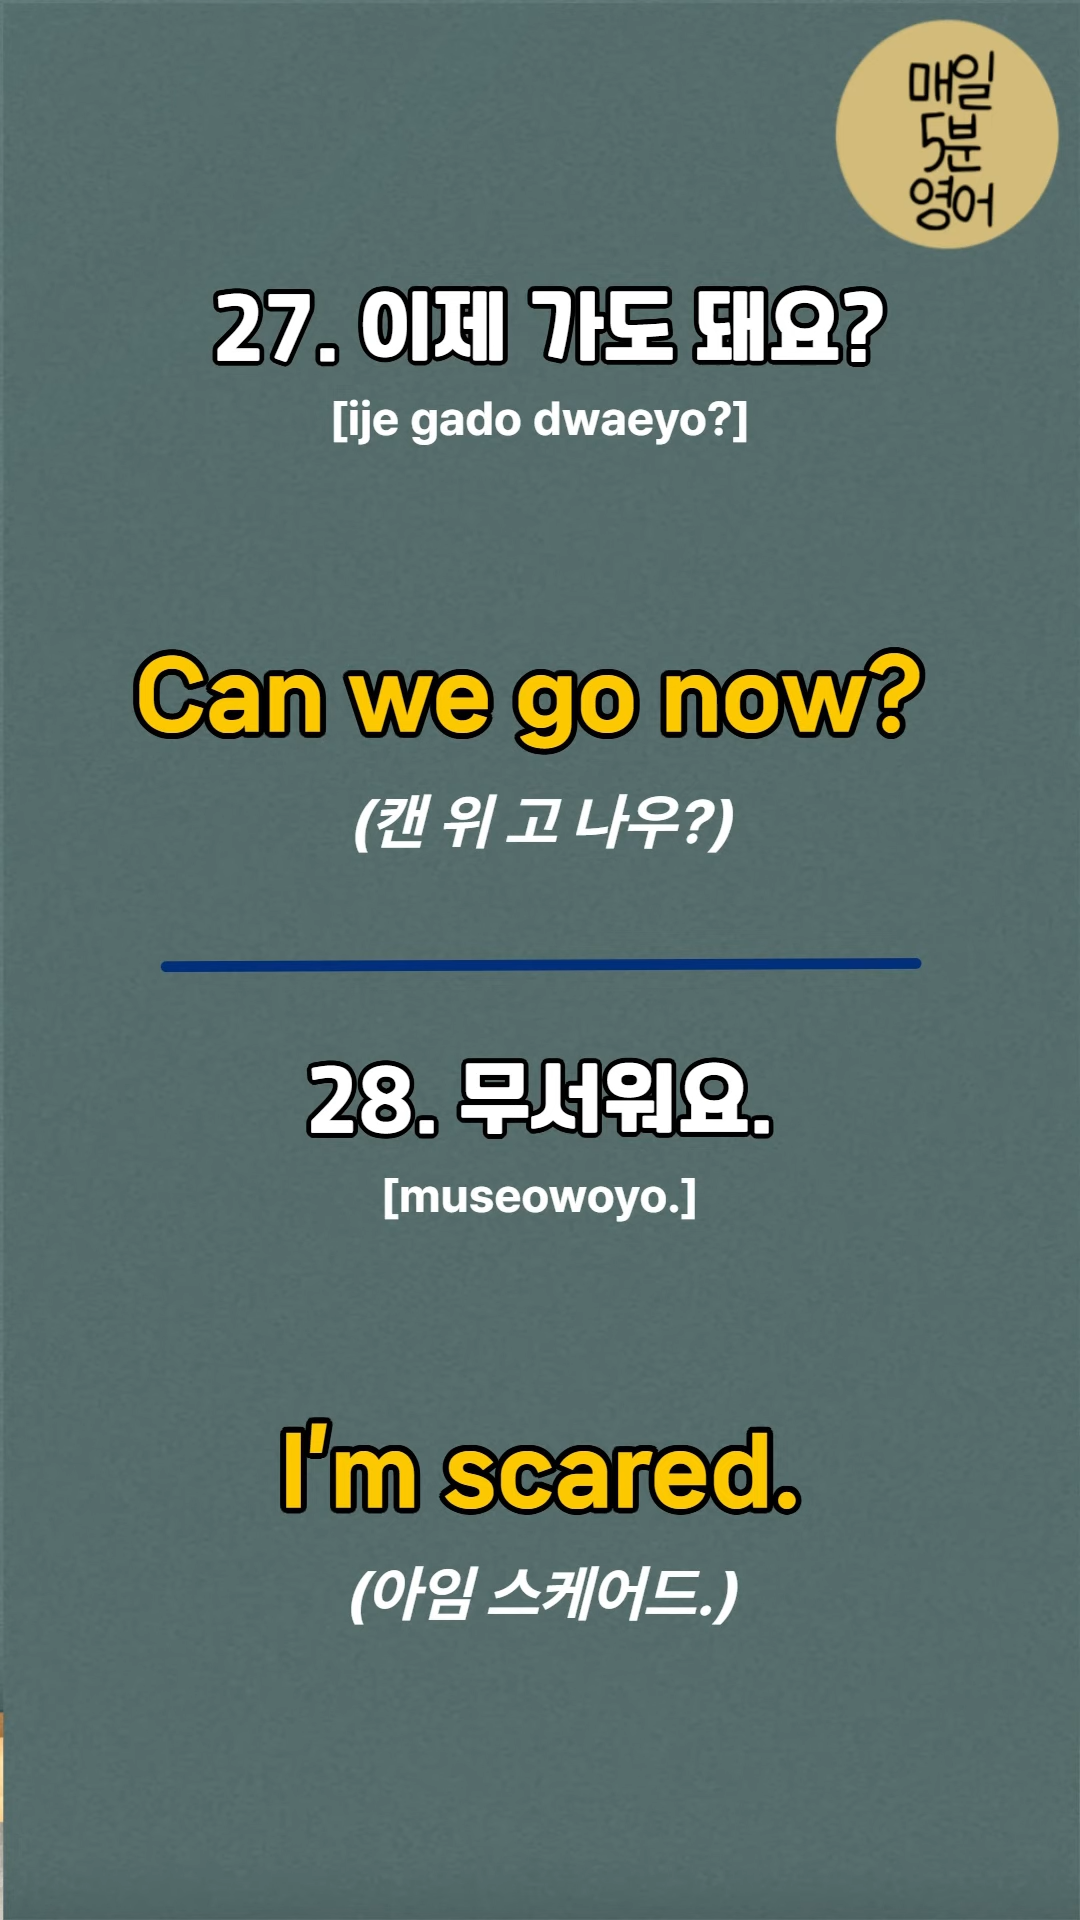 매일
5분
영어
27. 이제 가도 돼요?
[ije gado dwaeyo?]
Can we go now?
(캔 위 고 나우?)
28. 무서워요.
[museowoyo.]
I'm scared.
(아임 스케어드.)